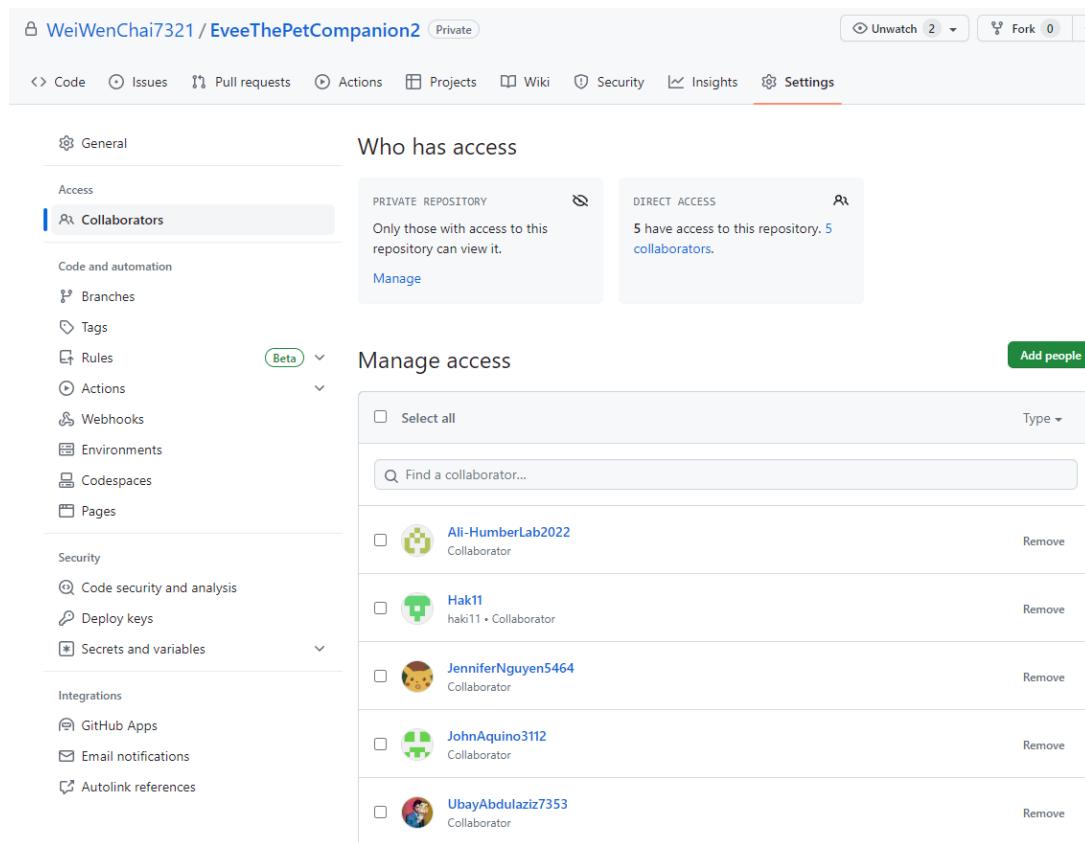 WeiWenChai7321 / EveeThePetCompanion2 Private
Unwatch 2
Fork 0
Code
Issues
Pull requests
Actions
Projects
Wiki
Security
Insights
Settings
General
Access
Collaborators
Code and automation
Branches
Tags
Rules Beta
Actions
Webhooks
Environments
Codespaces
Pages
Security
Code security and analysis
Deploy keys
Secrets and variables
Integrations
GitHub Apps
Email notifications
Autolink references
Who has access
PRIVATE REPOSITORY
Only those with access to this
repository can view it.
Manage
DIRECT ACCESS
5 have access to this repository. 5
collaborators.
Manage access
Add people
Select all
Type
Find a collaborator...
Ali-HumberLab2022
Collaborator
Remove
Hak11
haki11 • Collaborator
Remove
JenniferNguyen5464
Collaborator
Remove
JohnAquino3112
Collaborator
Remove
UbayAbdulaziz7353
Collaborator
Remove